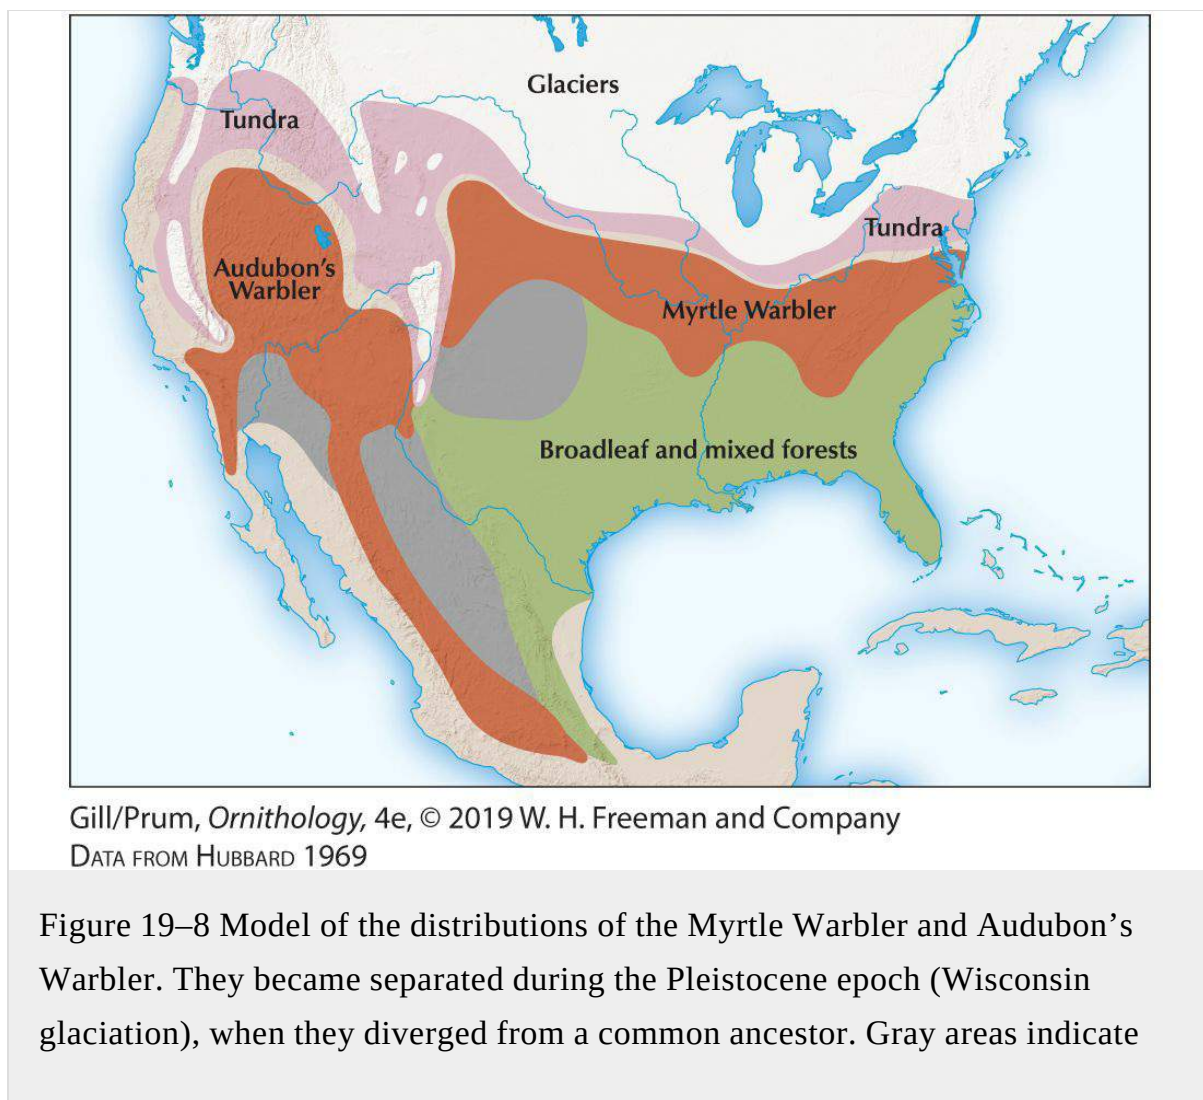 Glaciers
Tundra
Tundra
Audubon's
Warbler
Myrtle Warbler
Broadleaf and mixed forests
Gill/Prum, Ornithology, 4e, © 2019 W. H. Freeman and Company
DATA FROM HUBBARD 1969
Figure 19–8 Model of the distributions of the Myrtle Warbler and Audubon’s
Warbler. They became separated during the Pleistocene epoch (Wisconsin
glaciation), when they diverged from a common ancestor. Gray areas indicate